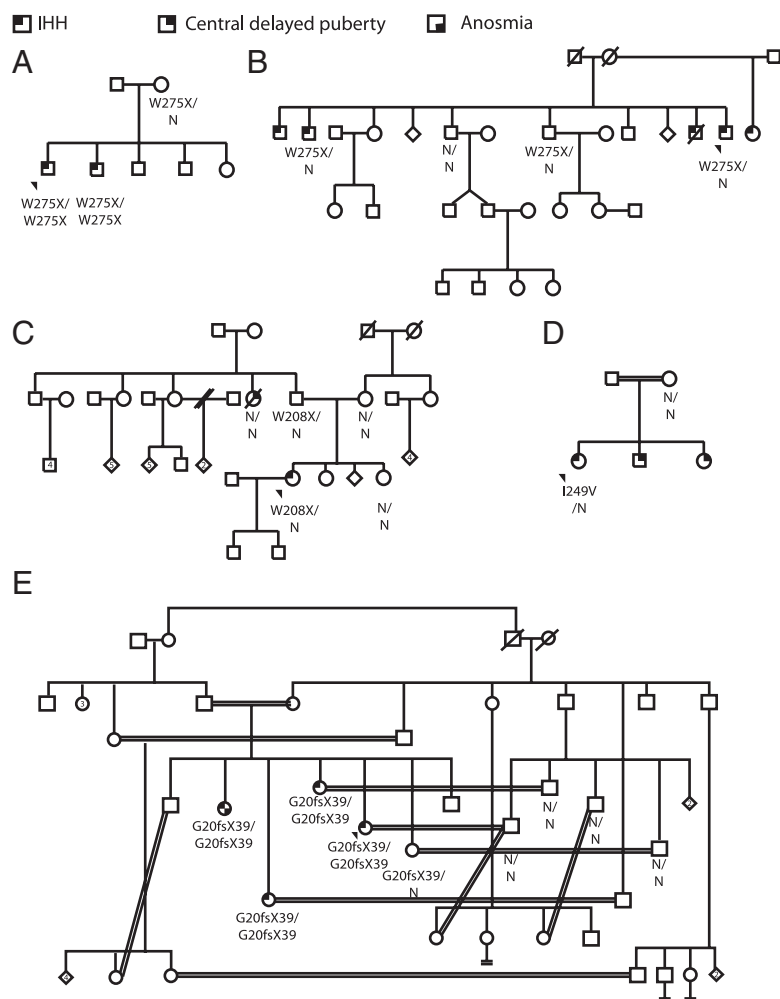 IHH Central delayed puberty Anosmia
A
W275X/
N
W275X/ W275X/
W275X W275X
B
W275X/ N/ W275X/ W275X/
N N N N
C
N/ W208X/ N/
N N N
4 5 5 2 4
W208X/ N/
N N
D
N/
N
I249V
/N
E
3
G20fsX39/ N/ N/ 2
G20fsX39 N N
G20fsX39/ G20fsX39/ N/ N/
G20fsX39 G20fsX39 N N
G20fsX39/
N
G20fsX39/
G20fsX39
4 2